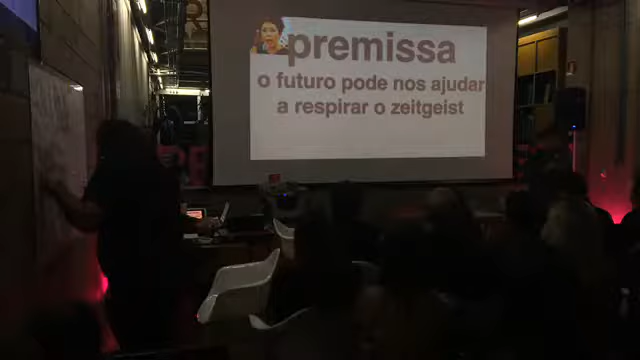 premissa
o futuro pode nos ajudar
a respirar o zeitgeist